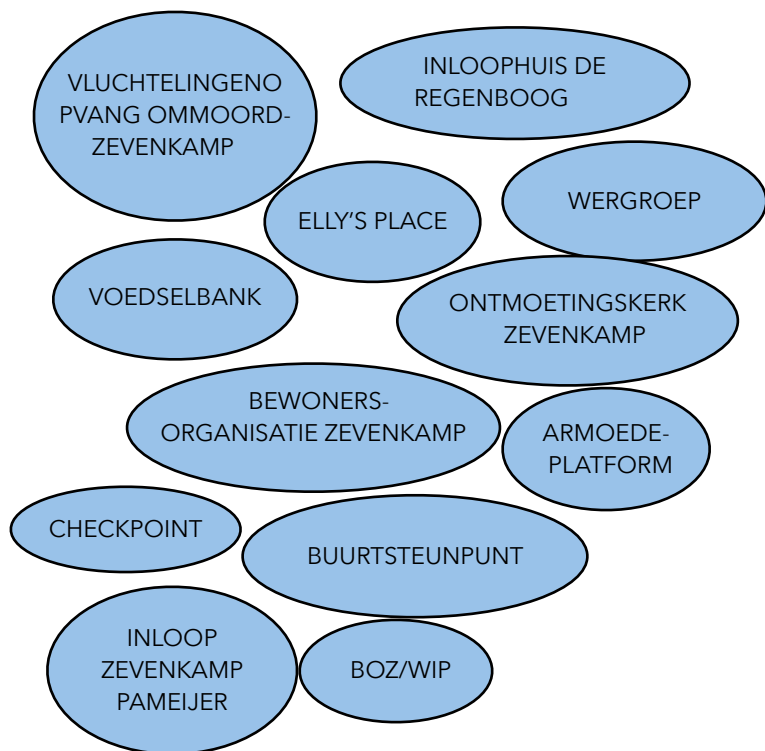 VLUCHTELINGENO
PVANG OMMOORD-
ZEVENKAMP
INLOOPHUIS DE
REGENBOOG
ELLY'S PLACE
WERGROEP
VOEDSELBANK
ONTMOETINGSKERK
ZEVENKAMP
BEWONERS-
ORGANISATIE ZEVENKAMP
ARMOEDE-
PLATFORM
CHECKPOINT
BUURTSTEUNPUNT
INLOOP
ZEVENKAMP
PAMEIJER
BOZ/WIP